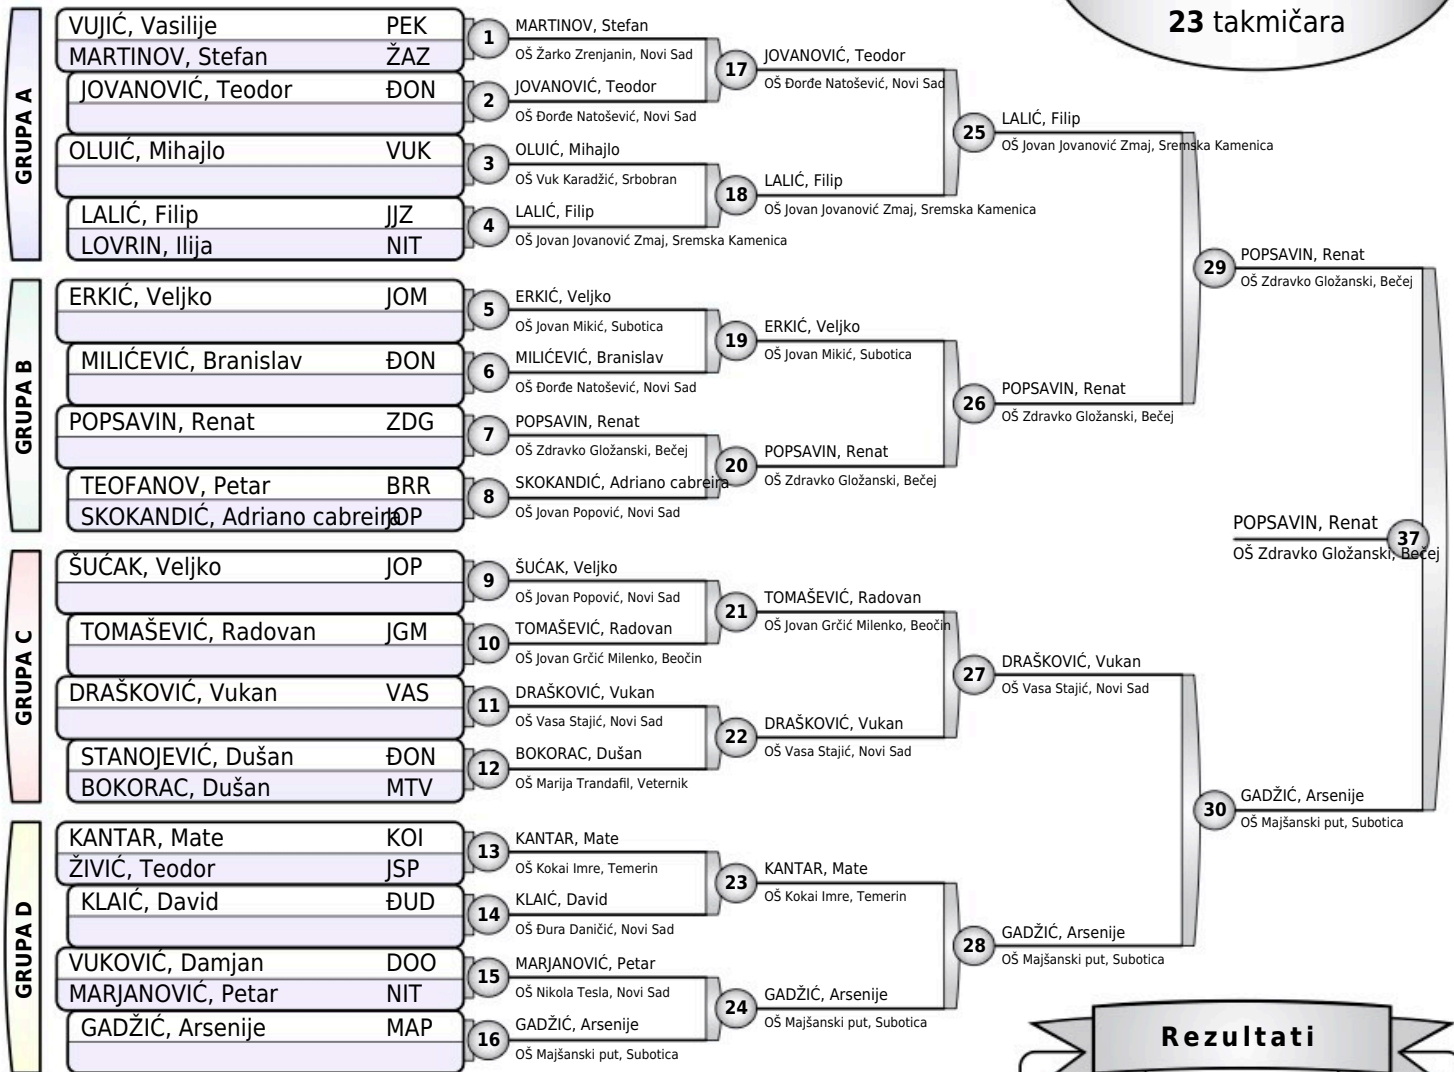 23 takmičara
GRUPA A
VUJIĆ, Vasilije PEK
MARTINOV, Stefan ŽAZ
JOVANOVIĆ, Teodor ĐON
OLUIĆ, Mihajlo VUK
LALIĆ, Filip JJZ
LOVRIN, Ilija NIT
GRUPA B
ERKIĆ, Veljko JOM
MILIĆEVIĆ, Branislav ĐON
POPSAVIN, Renat ZDG
TEOFANOV, Petar BRR
SKOKANDIĆ, Adriano cabreira JOP
GRUPA C
ŠUĆAK, Veljko JOP
TOMAŠEVIĆ, Radovan JGM
DRAŠKOVIĆ, Vukan VAS
STANOJEVIĆ, Dušan ĐON
BOKORAC, Dušan MTV
GRUPA D
KANTAR, Mate KOI
ŽIVIĆ, Teodor JSP
KLAIĆ, David ĐUD
VUKOVIĆ, Damjan DOO
MARJANOVIĆ, Petar NIT
GADŽIĆ, Arsenije MAP
1
MARTINOV, Stefan
OŠ Žarko Zrenjanin, Novi Sad
2
JOVANOVIĆ, Teodor
OŠ Đorđe Natošević, Novi Sad
3
OLUIĆ, Mihajlo
OŠ Vuk Karadžić, Srbobran
4
LALIĆ, Filip
OŠ Jovan Jovanović Zmaj, Sremska Kamenica
5
ERKIĆ, Veljko
OŠ Jovan Mikić, Subotica
6
MILIĆEVIĆ, Branislav
OŠ Đorđe Natošević, Novi Sad
7
POPSAVIN, Renat
OŠ Zdravko Gložanski, Bečej
8
SKOKANDIĆ, Adriano cabreira
OŠ Jovan Popović, Novi Sad
9
ŠUĆAK, Veljko
OŠ Jovan Popović, Novi Sad
10
TOMAŠEVIĆ, Radovan
OŠ Jovan Grčić Milenko, Beočin
11
DRAŠKOVIĆ, Vukan
OŠ Vasa Stajić, Novi Sad
12
BOKORAC, Dušan
OŠ Marija Trandafil, Veternik
13
KANTAR, Mate
OŠ Kokai Imre, Temerin
14
KLAIĆ, David
OŠ Đura Daničić, Novi Sad
15
MARJANOVIĆ, Petar
OŠ Nikola Tesla, Novi Sad
16
GADŽIĆ, Arsenije
OŠ Majšanski put, Subotica
17
JOVANOVIĆ, Teodor
OŠ Đorđe Natošević, Novi Sad
18
LALIĆ, Filip
OŠ Jovan Jovanović Zmaj, Sremska Kamenica
19
ERKIĆ, Veljko
OŠ Jovan Mikić, Subotica
20
POPSAVIN, Renat
OŠ Zdravko Gložanski, Bečej
21
TOMAŠEVIĆ, Radovan
OŠ Jovan Grčić Milenko, Beočin
22
DRAŠKOVIĆ, Vukan
OŠ Vasa Stajić, Novi Sad
23
KANTAR, Mate
OŠ Kokai Imre, Temerin
24
GADŽIĆ, Arsenije
OŠ Majšanski put, Subotica
25
LALIĆ, Filip
OŠ Jovan Jovanović Zmaj, Sremska Kamenica
26
POPSAVIN, Renat
OŠ Zdravko Gložanski, Bečej
27
DRAŠKOVIĆ, Vukan
OŠ Vasa Stajić, Novi Sad
28
GADŽIĆ, Arsenije
OŠ Majšanski put, Subotica
29
POPSAVIN, Renat
OŠ Zdravko Gložanski, Bečej
30
GADŽIĆ, Arsenije
OŠ Majšanski put, Subotica
37
POPSAVIN, Renat
OŠ Zdravko Gložanski, Bečej
Rezultati